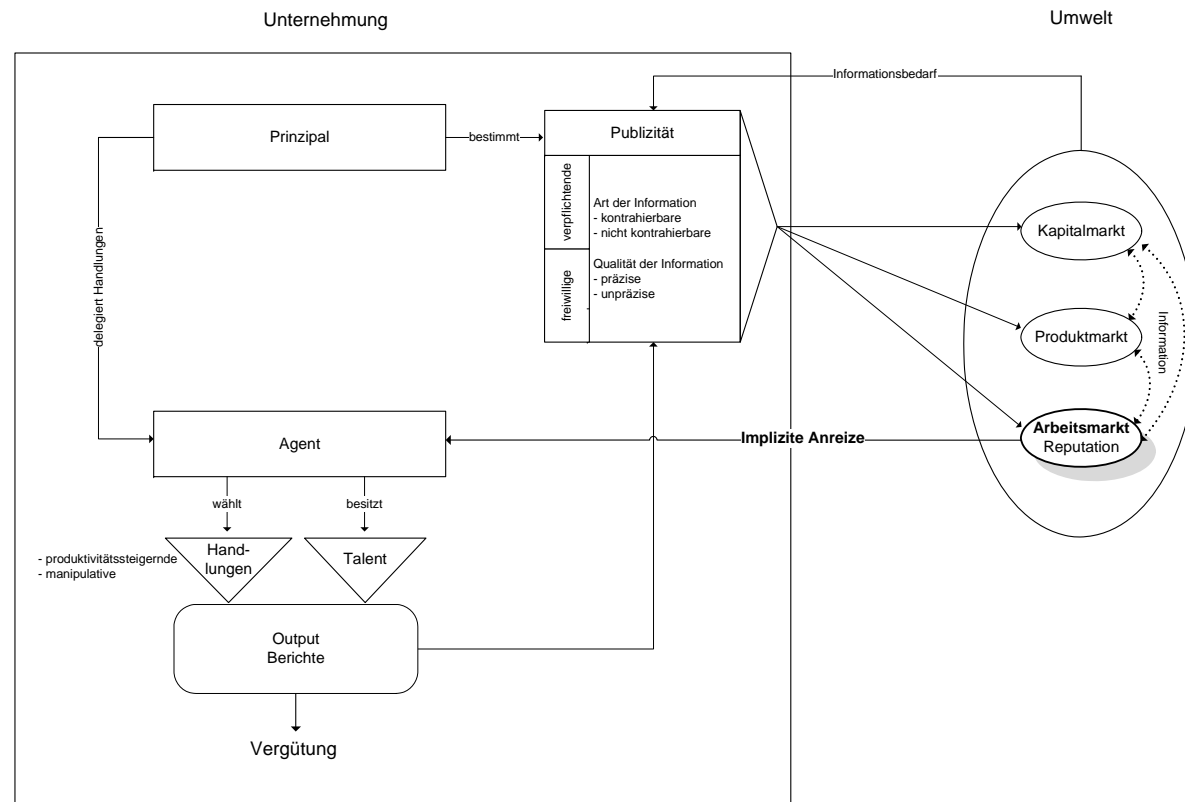 Unternehmung
Umwelt
Informationsbedarf
Prinzipal
bestimmt
Publizität
verpflichtende
freiwillige
Art der Information
- kontrahierbare
- nicht kontrahierbare
Qualität der Information
- präzise
- unpräzise
Kapitalmarkt
Produktmarkt
Information
Arbeitsmarkt
Reputation
delegiert Handlungen
Agent
Implizite Anreize
wählt
besitzt
- produktivitätssteigernde
- manipulative
Hand-
lungen
Talent
Output
Berichte
Vergütung